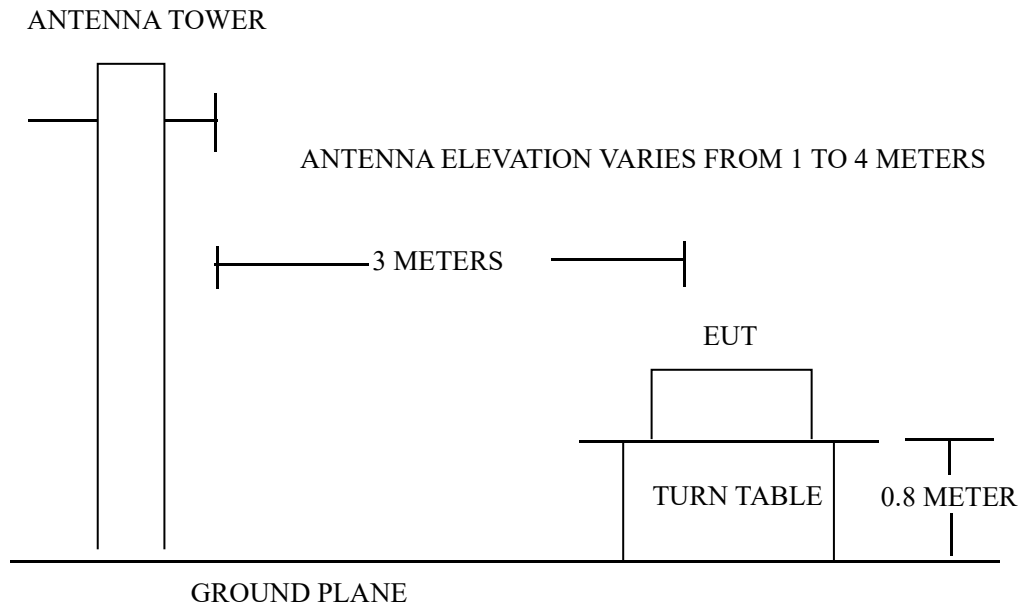 ANTENNA TOWER
ANTENNA ELEVATION VARIES FROM 1 TO 4 METERS
3 METERS
EUT
TURN TABLE
0.8 METER
GROUND PLANE